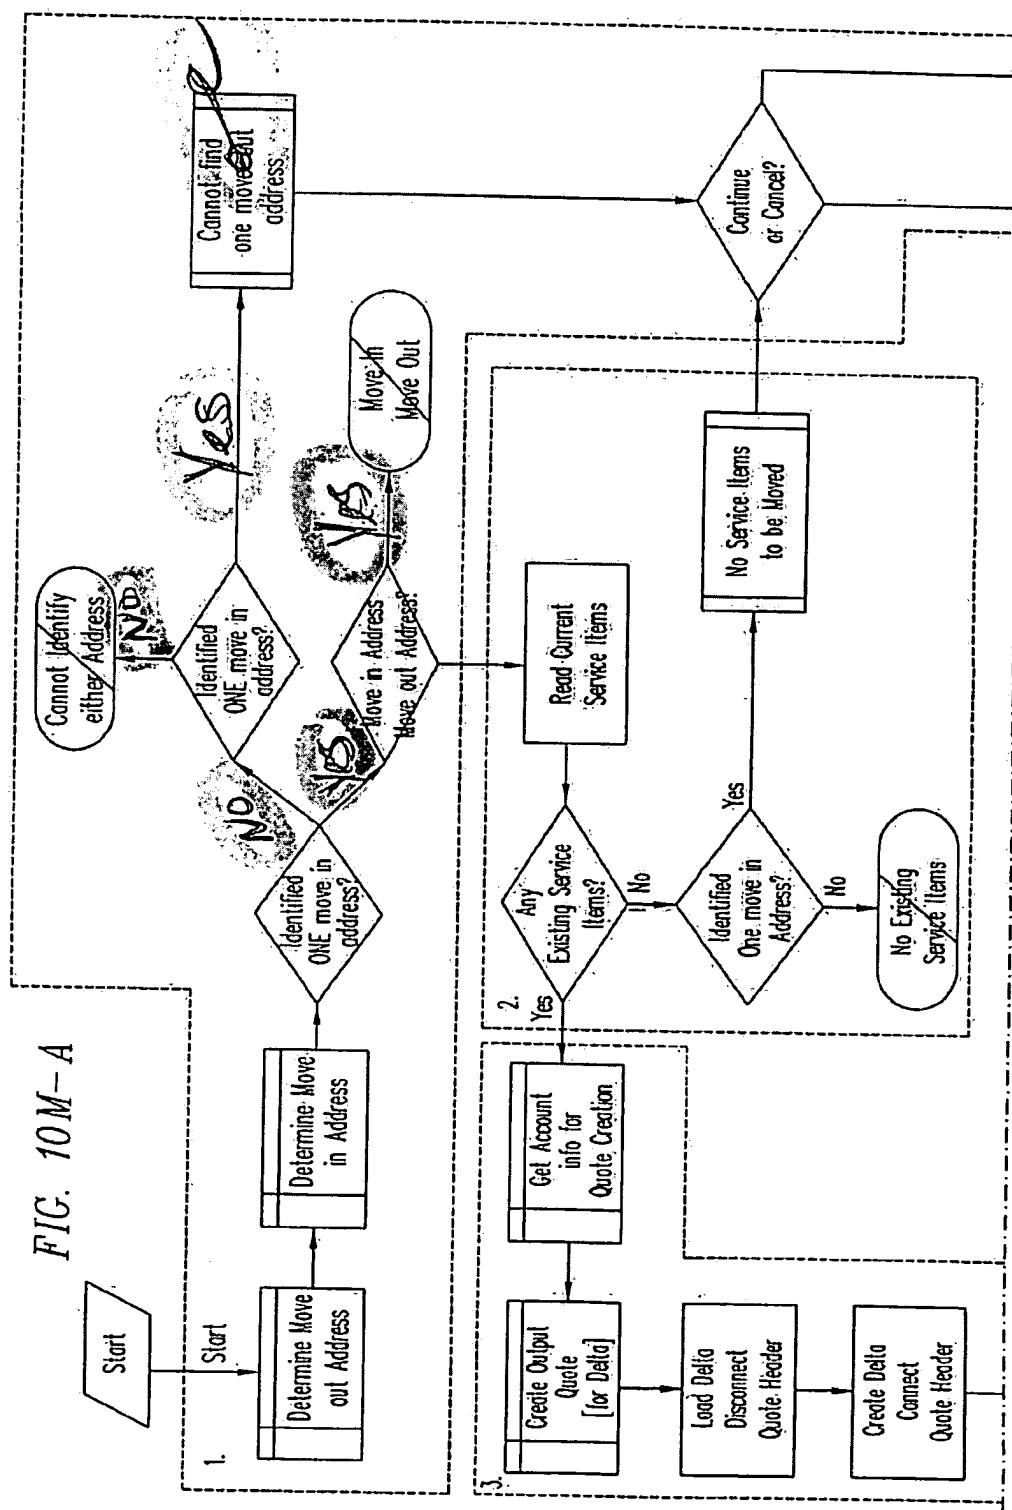 FIG. 10M-A
Start
Start
1.
Determine Move
out Address
Determine Move
in Address
Identified
ONE move in
address?
NO
Yes
Identified
ONE move in
address?
NO
Cannot Identify
either Address
Yes
Cannot find
one move out
address
Move in Address
Move out Address?
Yes
Move In
Move Out
Continue
or Cancel?
2.
Read Current
Service Items
Any
Existing Service
Items?
Yes
No
Identified
One move in
Address?
Yes
No
No Service Items
to be Moved
No Existing
Service Items
3.
Get Account
info for
Quote Creation
Create Output
Quote
[for Delta]
Load Delta
Disconnect
Quote Header
Create Delta
Connect
Quote Header